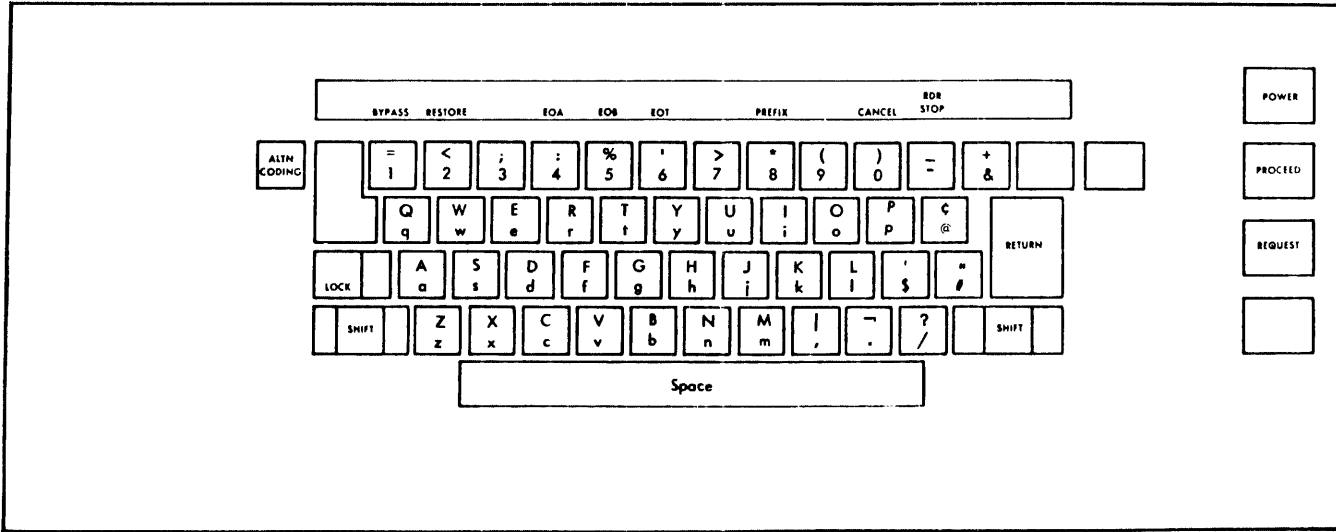 BYPASS RESTORE EOA EOB EOT PREFIX CANCEL RDR STOP
POWER
ALTN CODING
= < ; : % ' > * ( ) _ +
1 2 3 4 5 6 7 8 9 0 - &
PROCEED
Q W E R T Y U I O P ¢
q w e r t y u i o p @
RETURN
REQUEST
A S D F G H J K L ' "
LOCK a s d f g h j k l $ #
SHIFT Z X C V B N M | ¬ ? SHIFT
z x c v b n m , . /
Space